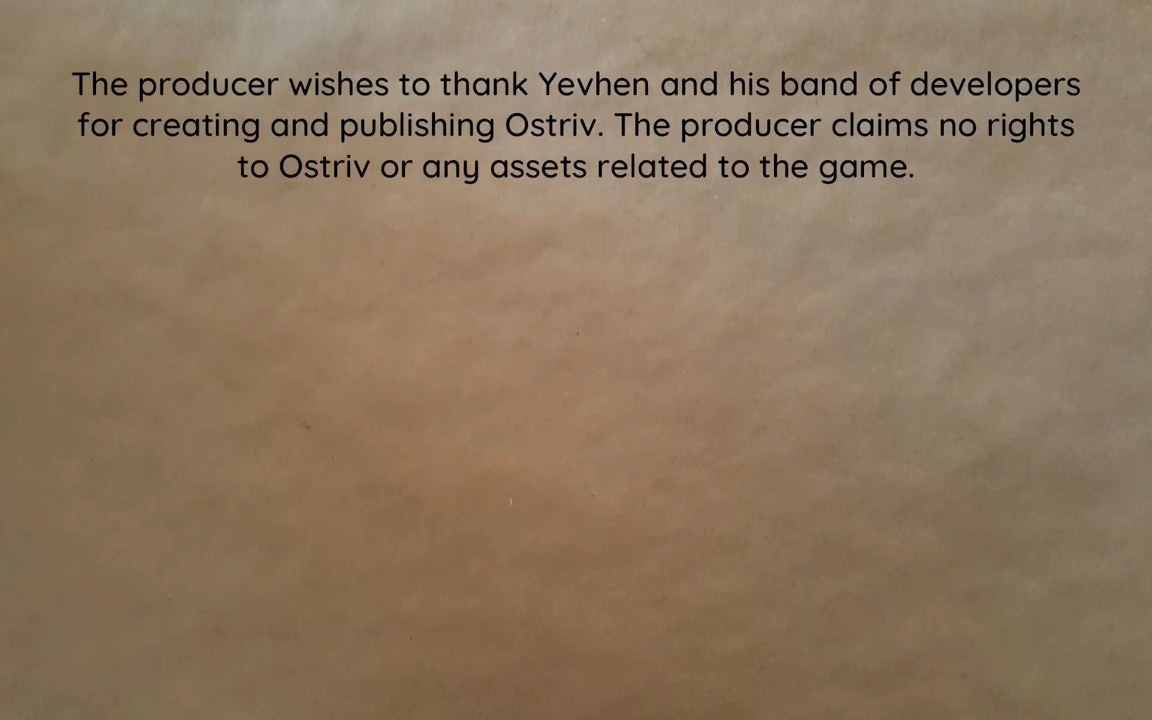 The producer wishes to thank Yevhen and his band of developers
for creating and publishing Ostriv. The producer claims no rights
to Ostriv or any assets related to the game.